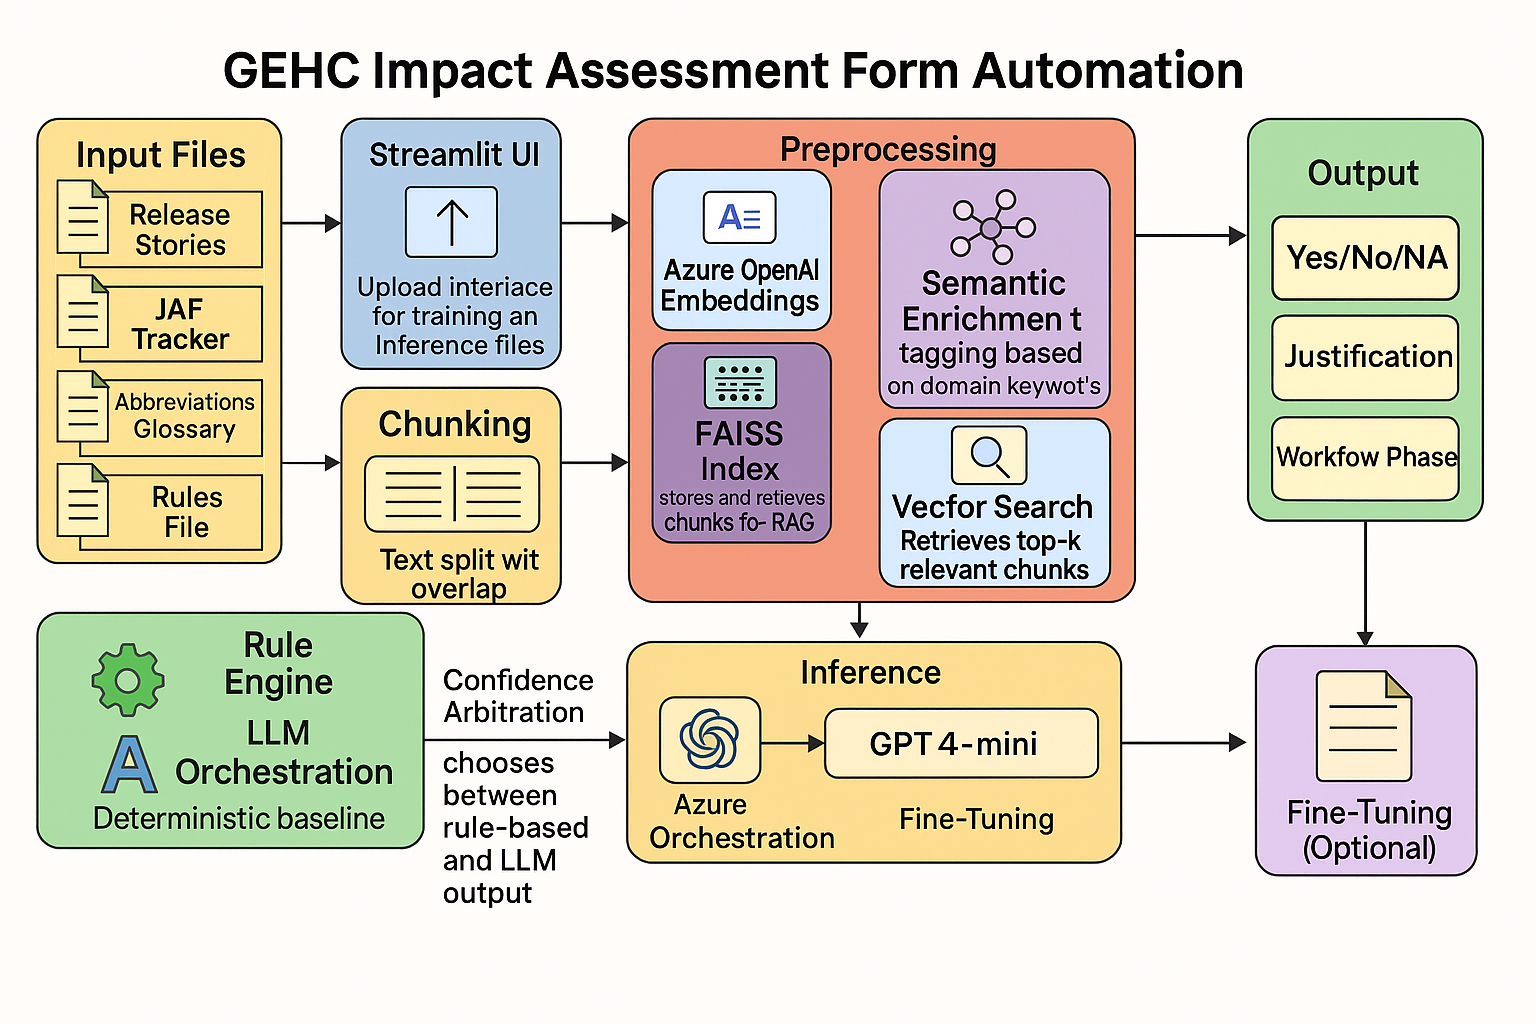 GEHC Impact Assessment Form Automation
Input Files
Release
Stories
JAF
Tracker
Abbreviations
Glossary
Rules
File
Streamlit UI
Upload interiace
for training an
Inference files
Chunking
Text split wit
overlap
Preprocessing
A
Azure OpenAI
Embeddings
FAISS
Index
stores and retieves
chunks fo- RAG
Semantic
Enrichmen t
tagging based
on domain keywot's
Vecfor Search
Retrieves top-k
relevant chunks
Output
Yes/No/NA
Justification
Workfow Phase
Rule
Engine
A
LLM
Orchestration
Deterministic baseline
Confidence
Arbitration
chooses
between
rule-based
and LLM
output
Inference
Azure
Orchestration
GPT 4-mini
Fine-Tuning
Fine-Tuning
(Optional)